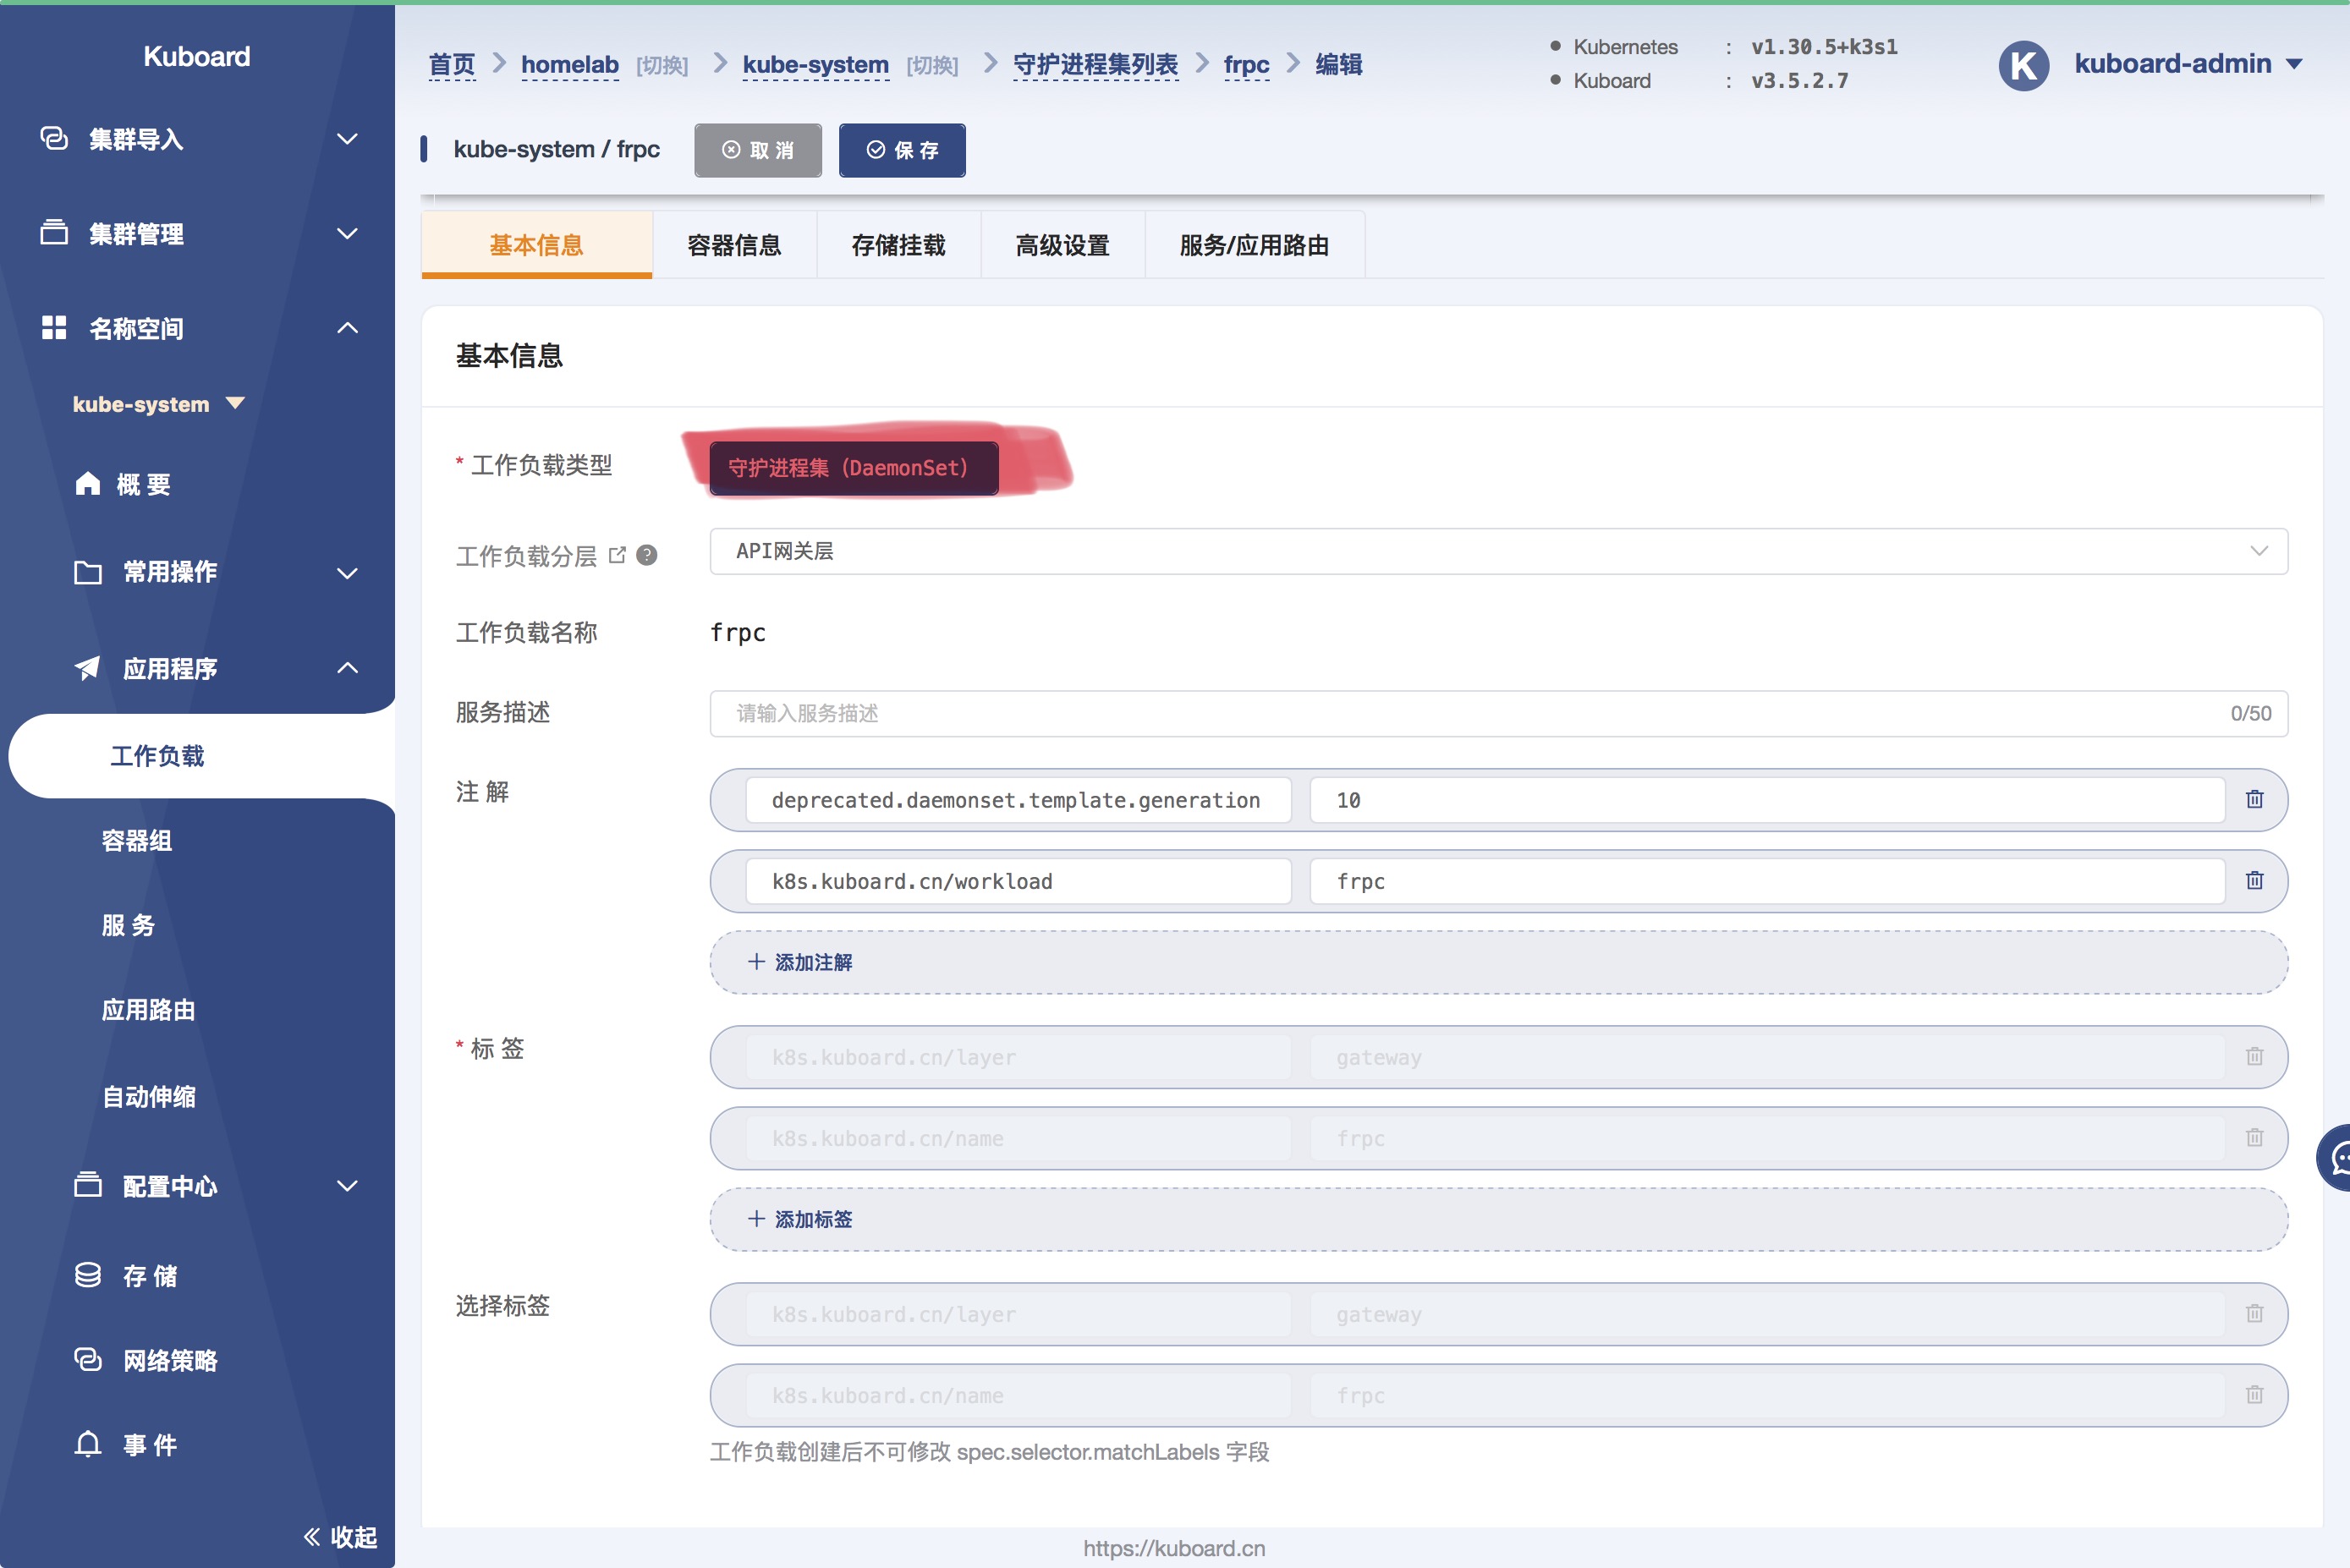 Kuboard
集群导入
集群管理
名称空间
kube-system
概 要
常用操作
应用程序
工作负载
容器组
服 务
应用路由
自动伸缩
配置中心
存 储
网络策略
事 件
收起
首页 homelab [切换] kube-system [切换] 守护进程集列表 frpc 编辑
Kubernetes : v1.30.5+k3s1
Kuboard : v3.5.2.7
K kuboard-admin
kube-system / frpc 取 消 保 存
基本信息 容器信息 存储挂载 高级设置 服务/应用路由
基本信息
* 工作负载类型 守护进程集（DaemonSet）
工作负载分层 ? API网关层
工作负载名称 frpc
服务描述 请输入服务描述 0/50
注 解 deprecated.daemonset.template.generation 10
k8s.kuboard.cn/workload frpc
+ 添加注解
* 标 签 k8s.kuboard.cn/layer gateway
k8s.kuboard.cn/name frpc
+ 添加标签
选择标签 k8s.kuboard.cn/layer gateway
k8s.kuboard.cn/name frpc
工作负载创建后不可修改 spec.selector.matchLabels 字段
https://kuboard.cn